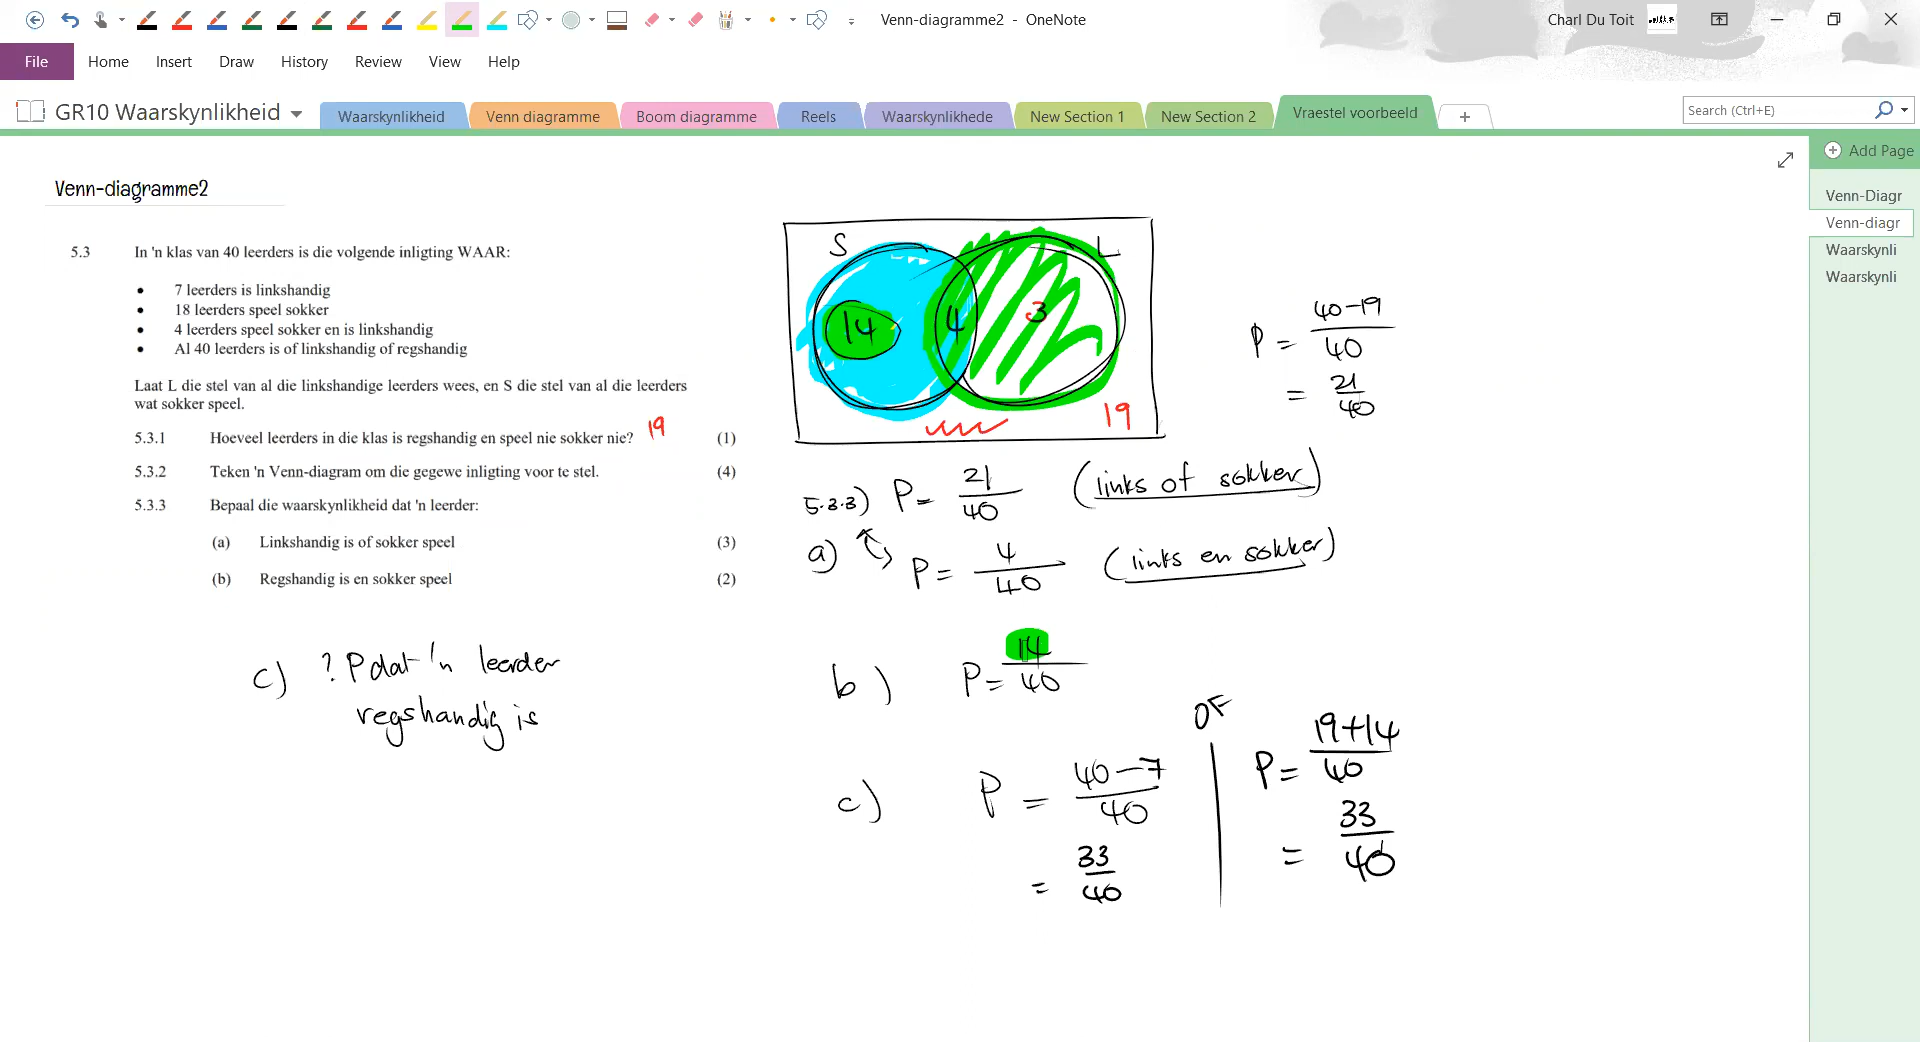 Venn-diagramme2 - OneNote
Charl Du Toit
File Home Insert Draw History Review View Help
GR10 Waarskynlikheid
Waarskynlikheid Venn diagramme Boom diagramme Reels Waarskynlikhede New Section 1 New Section 2 Vraestel voorbeeld +
Search (Ctrl+E)
Add Page
Venn-Diagr
Venn-diagr
Waarskynli
Waarskynli
Venn-diagramme2
5.3 In 'n klas van 40 leerders is die volgende inligting WAAR:
• 7 leerders is linkshandig
• 18 leerders speel sokker
• 4 leerders speel sokker en is linkshandig
• Al 40 leerders is of linkshandig of regshandig
Laat L die stel van al die linkshandige leerders wees, en S die stel van al die leerders
wat sokker speel.
5.3.1 Hoeveel leerders in die klas is regshandig en speel nie sokker nie? 19 (1)
5.3.2 Teken 'n Venn-diagram om die gegewe inligting voor te stel. (4)
5.3.3 Bepaal die waarskynlikheid dat 'n leerder:
(a) Linkshandig is of sokker speel (3)
(b) Regshandig is en sokker speel (2)
c) ? P dat 'n leerder
regshandig is
S L
14 4 3
19
P = 40-19/40
= 21/40
5.3.3) P = 21/40 (links of sokker)
a) P = 4/40 (links en sokker)
b) P = 14/40
c) P = 40-7/40
= 33/40
OF
P = 19+14/40
= 33/40